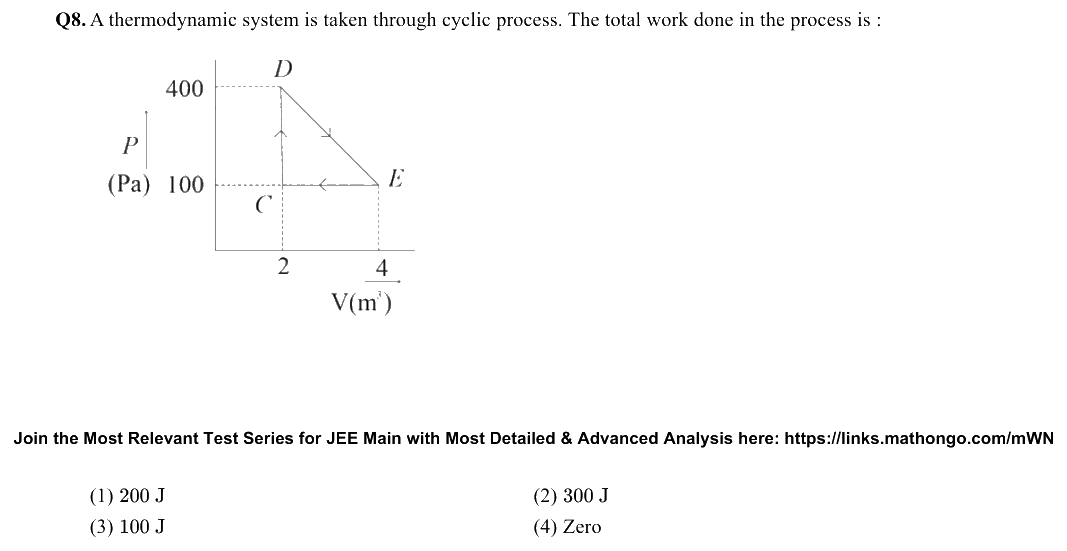 Q8. A thermodynamic system is taken through cyclic process. The total work done in the process is :
D
400
P
(Pa) 100
E
C
2 4
V(m³)
Join the Most Relevant Test Series for JEE Main with Most Detailed & Advanced Analysis here: https://links.mathongo.com/mWN
(1) 200 J (2) 300 J
(3) 100 J (4) Zero